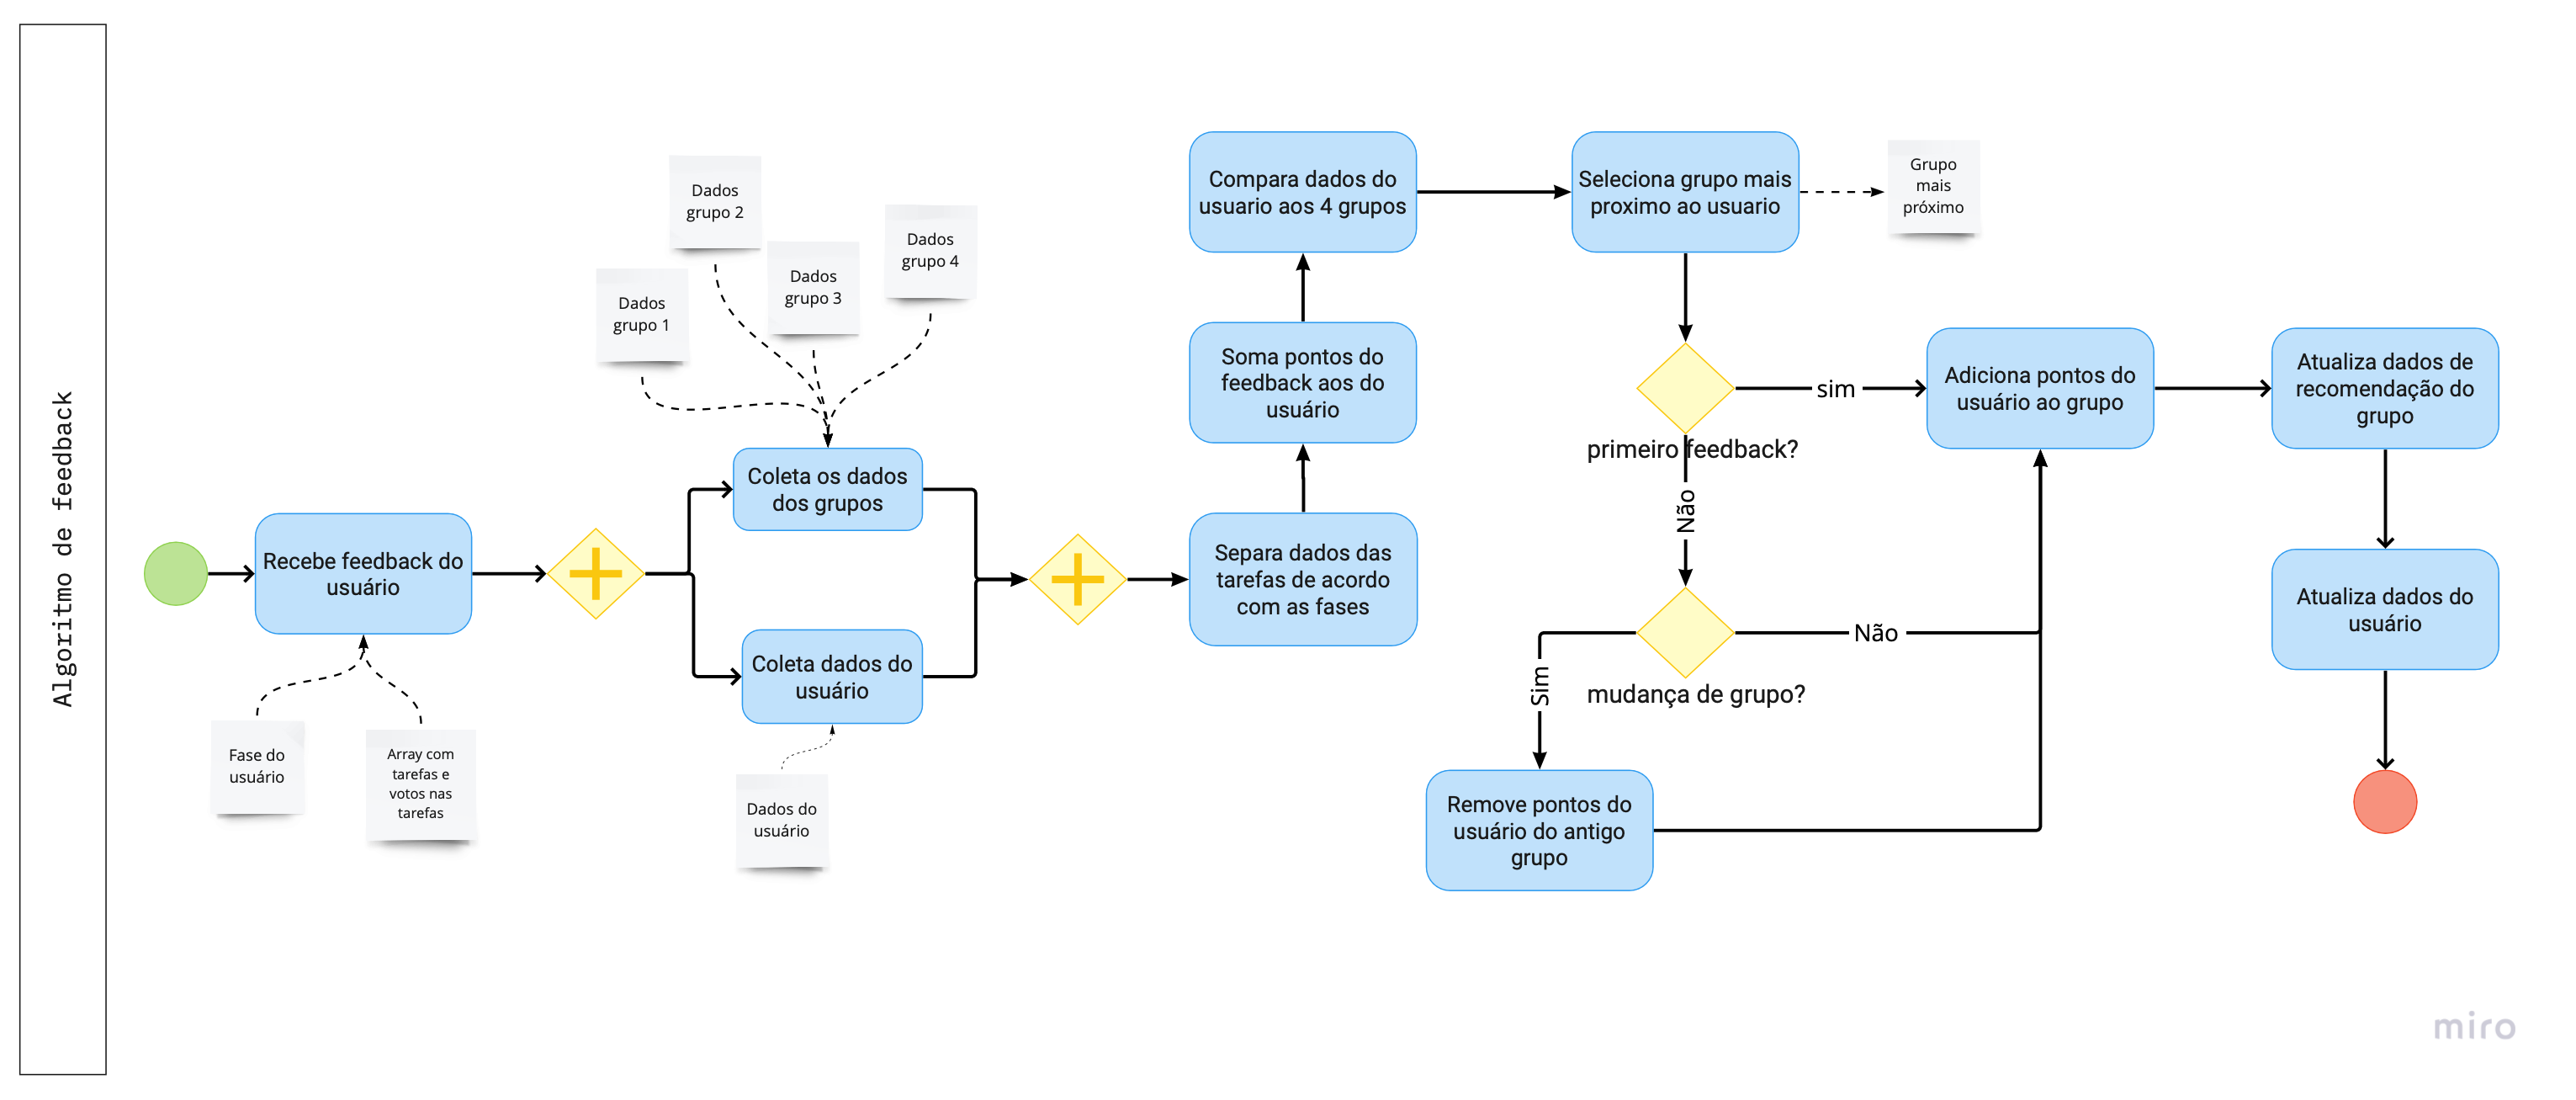 Algoritmo de feedback
Recebe feedback do
usuário
Fase do
usuário
Array com
tarefas e
votos nas
tarefas
Dados
grupo 1
Dados
grupo 2
Dados
grupo 3
Dados
grupo 4
Coleta os dados
dos grupos
Coleta dados do
usuário
Dados do
usuário
Separa dados das
tarefas de acordo
com as fases
Soma pontos do
feedback aos do
usuário
Compara dados do
usuario aos 4 grupos
Seleciona grupo mais
proximo ao usuario
Grupo
mais
próximo
primeiro feedback?
sim
Não
mudança de grupo?
Não
Sim
Remove pontos do
usuário do antigo
grupo
Adiciona pontos do
usuário ao grupo
Atualiza dados de
recomendação do
grupo
Atualiza dados do
usuário
miro